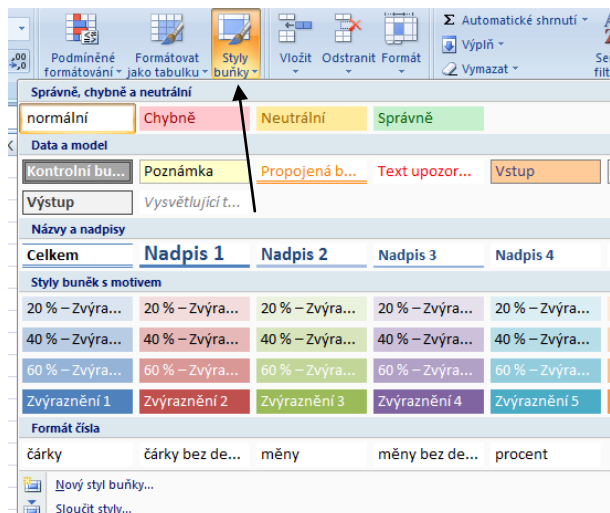 Σ Automatické shrnutí
,00
→,0
Výplň
Podmíněné formátování
Formátovat jako tabulku
Styly buňky
Vložit Odstranit Formát
Vymazat
Správně, chybně a neutrální
normální Chybně Neutrální Správně
Data a model
Kontrolní bu... Poznámka Propojená b... Text upozor... Vstup
Výstup Vysvětlující t...
Názvy a nadpisy
Celkem Nadpis 1 Nadpis 2 Nadpis 3 Nadpis 4
Styly buněk s motivem
20 % – Zvýra... 20 % – Zvýra... 20 % – Zvýra... 20 % – Zvýra... 20 % – Zvýra...
40 % – Zvýra... 40 % – Zvýra... 40 % – Zvýra... 40 % – Zvýra... 40 % – Zvýra...
60 % – Zvýra... 60 % – Zvýra... 60 % – Zvýra... 60 % – Zvýra... 60 % – Zvýra...
Zvýraznění 1 Zvýraznění 2 Zvýraznění 3 Zvýraznění 4 Zvýraznění 5
Formát čísla
čárky čárky bez de... měny měny bez de... procent
Nový styl buňky...
Sloučit styly...